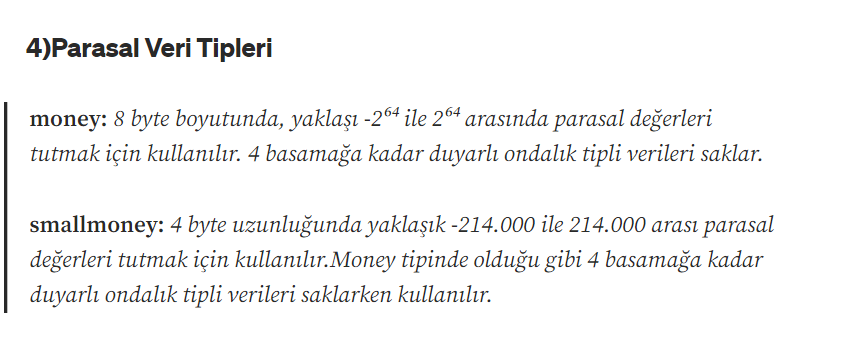 4)Parasal Veri Tipleri
money: 8 byte boyutunda, yaklaşı -2⁶⁴ ile 2⁶⁴ arasında parasal değerleri
tutmak için kullanılır. 4 basamağa kadar duyarlı ondalık tipli verileri saklar.
smallmoney: 4 byte uzunluğunda yaklaşık -214.000 ile 214.000 arası parasal
değerleri tutmak için kullanılır.Money tipinde olduğu gibi 4 basamağa kadar
duyarlı ondalık tipli verileri saklarken kullanılır.